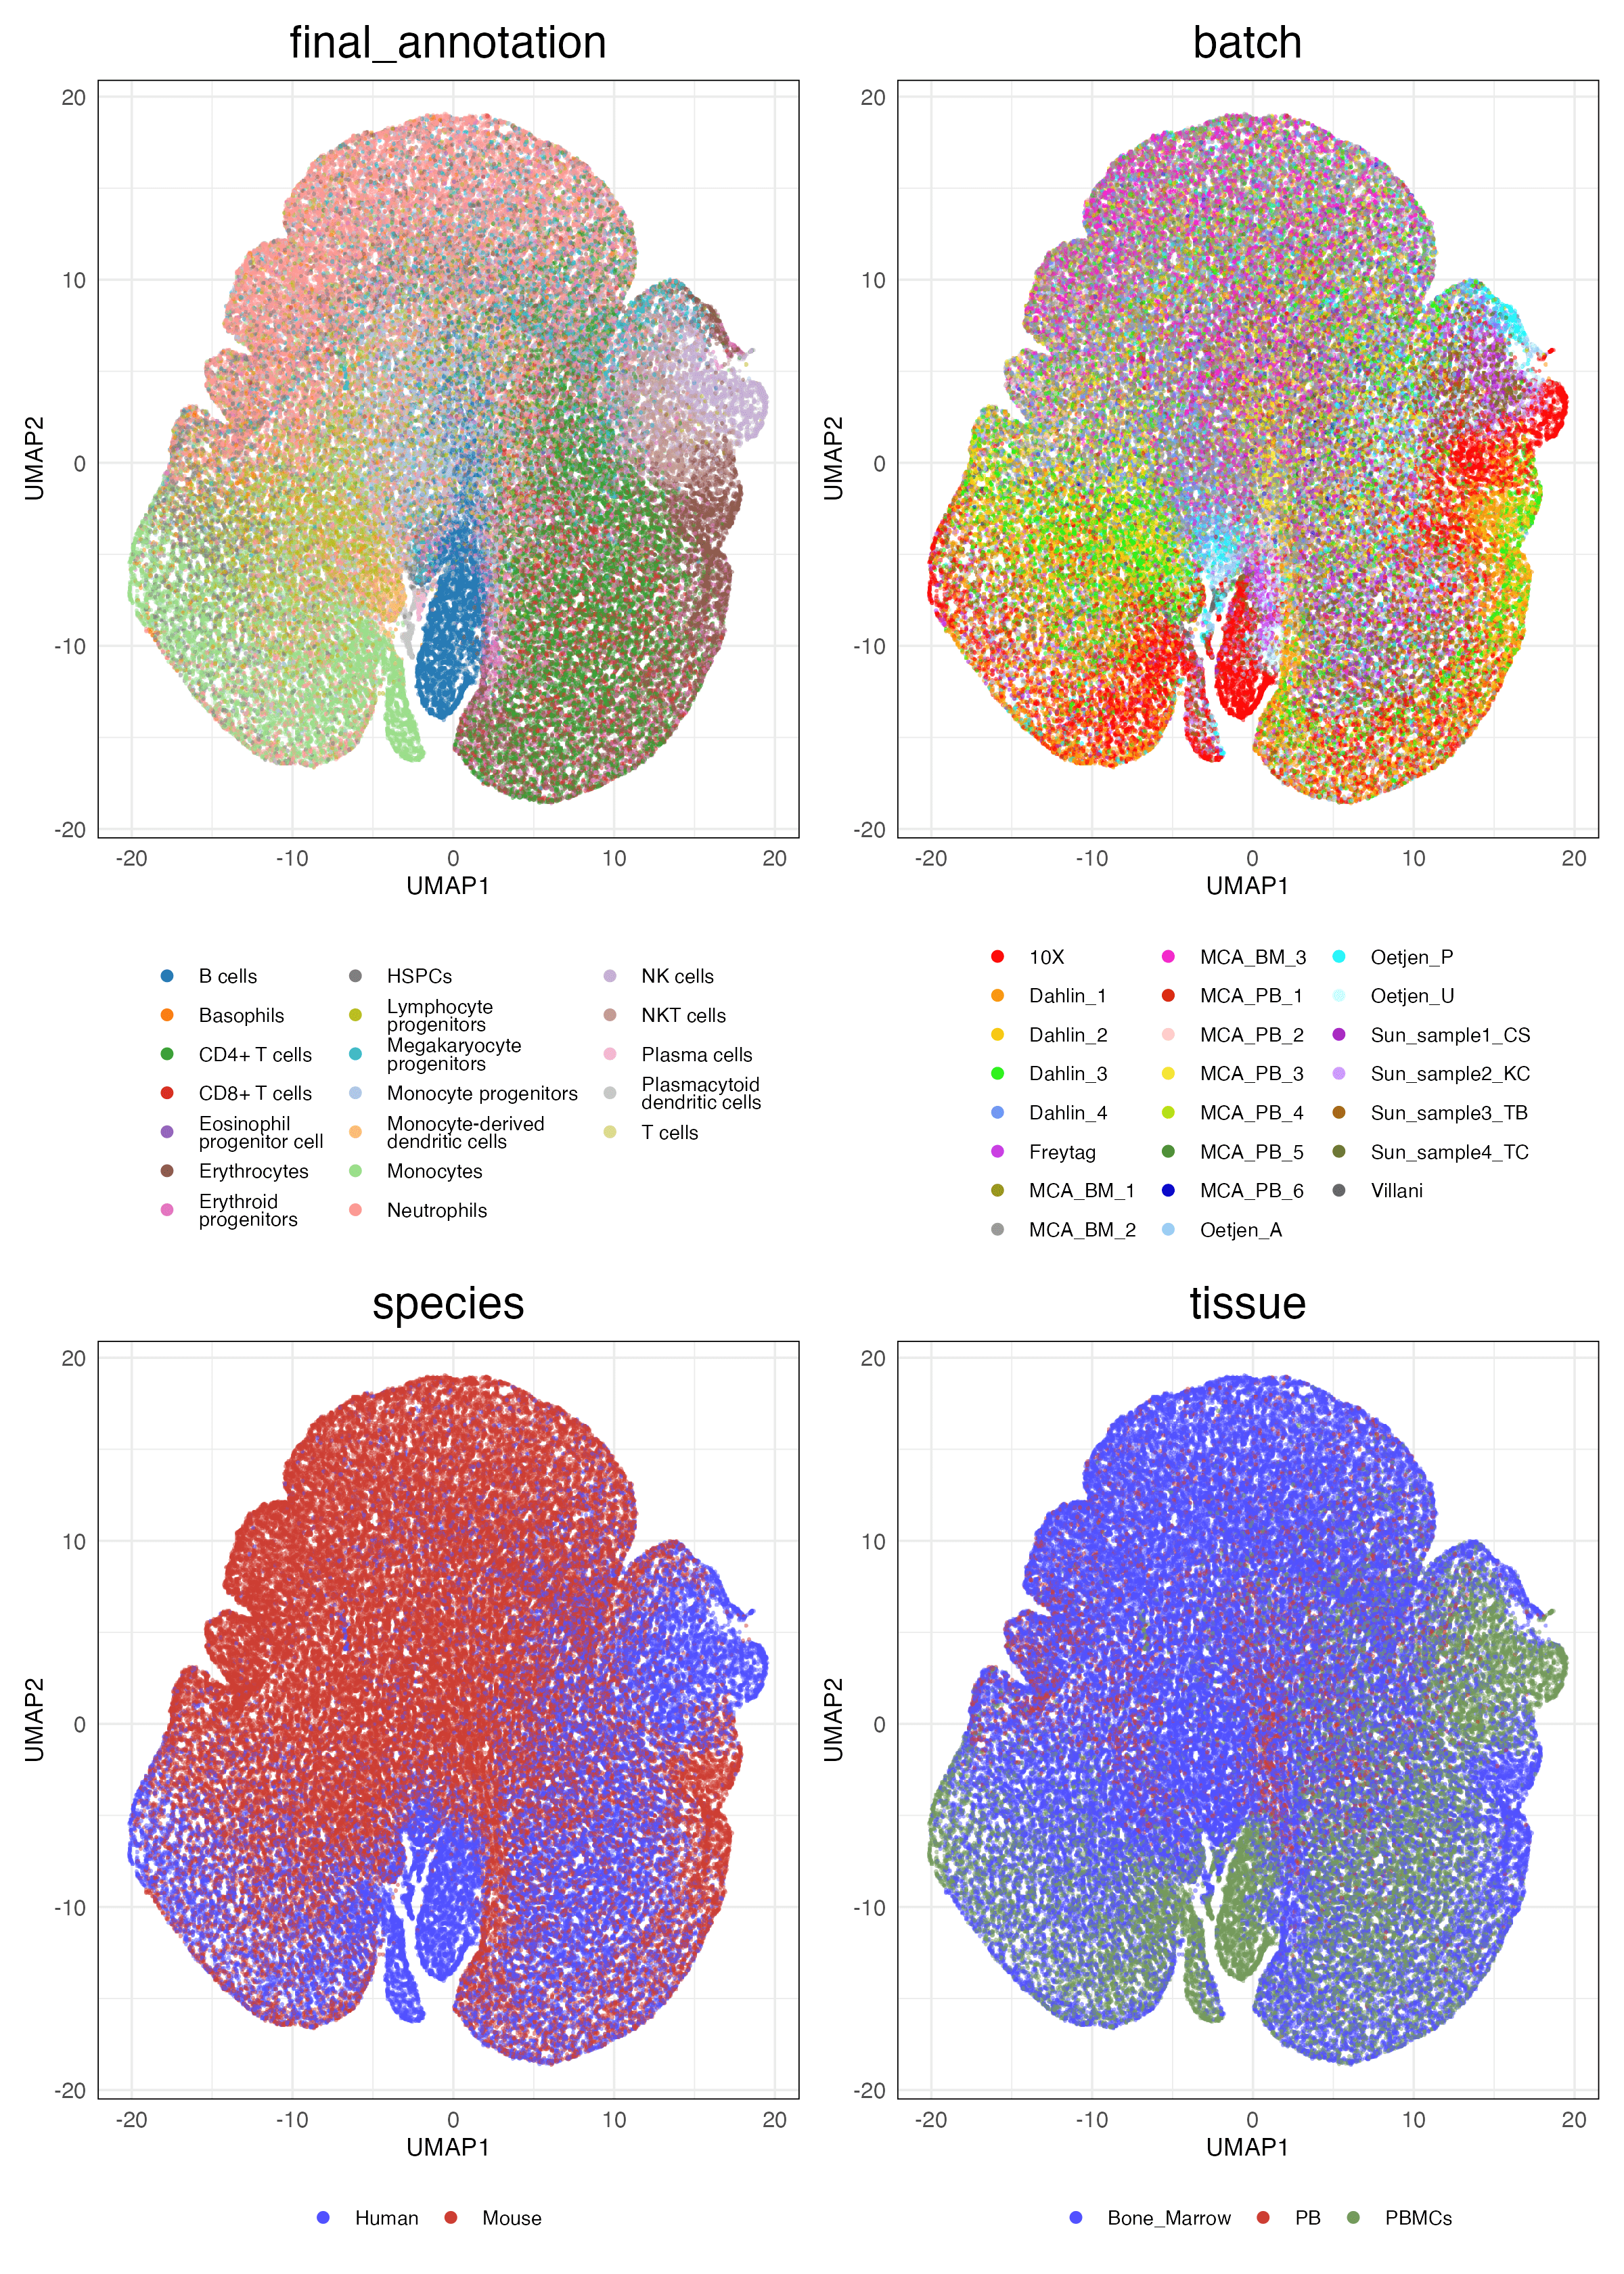 final_annotation
20
10
0
-10
-20
UMAP2
-20 -10 0 10 20
UMAP1
B cells
Basophils
CD4+ T cells
CD8+ T cells
Eosinophil
progenitor cell
Erythrocytes
Erythroid
progenitors
HSPCs
Lymphocyte
progenitors
Megakaryocyte
progenitors
Monocyte progenitors
Monocyte-derived
dendritic cells
Monocytes
Neutrophils
NK cells
NKT cells
Plasma cells
Plasmacytoid
dendritic cells
T cells
batch
20
10
0
-10
-20
UMAP2
-20 -10 0 10 20
UMAP1
10X
Dahlin_1
Dahlin_2
Dahlin_3
Dahlin_4
Freytag
MCA_BM_1
MCA_BM_2
MCA_BM_3
MCA_PB_1
MCA_PB_2
MCA_PB_3
MCA_PB_4
MCA_PB_5
MCA_PB_6
Oetjen_A
Oetjen_P
Oetjen_U
Sun_sample1_CS
Sun_sample2_KC
Sun_sample3_TB
Sun_sample4_TC
Villani
species
20
10
0
-10
-20
UMAP2
-20 -10 0 10 20
UMAP1
Human Mouse
tissue
20
10
0
-10
-20
UMAP2
-20 -10 0 10 20
UMAP1
Bone_Marrow PB PBMCs